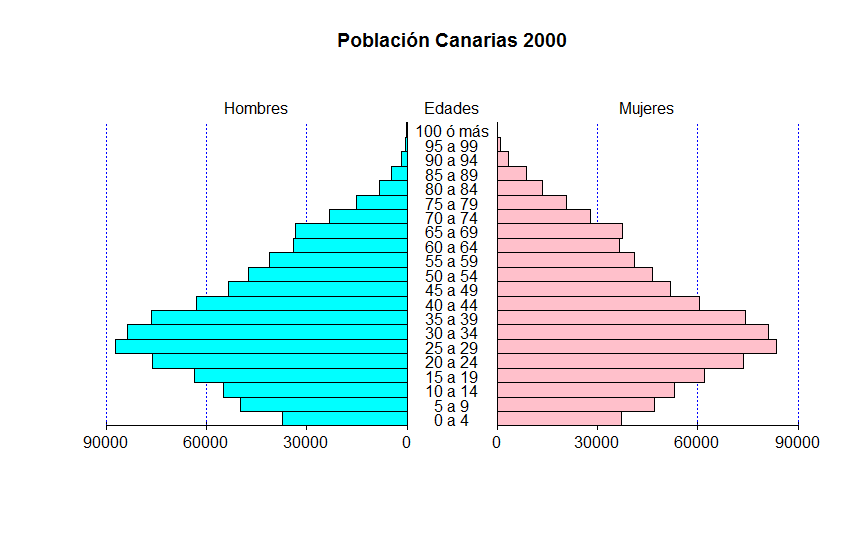 Población Canarias 2000
Hombres Edades Mujeres
100 ó más
95 a 99
90 a 94
85 a 89
80 a 84
75 a 79
70 a 74
65 a 69
60 a 64
55 a 59
50 a 54
45 a 49
40 a 44
35 a 39
30 a 34
25 a 29
20 a 24
15 a 19
10 a 14
5 a 9
0 a 4
90000 60000 30000 0 0 30000 60000 90000